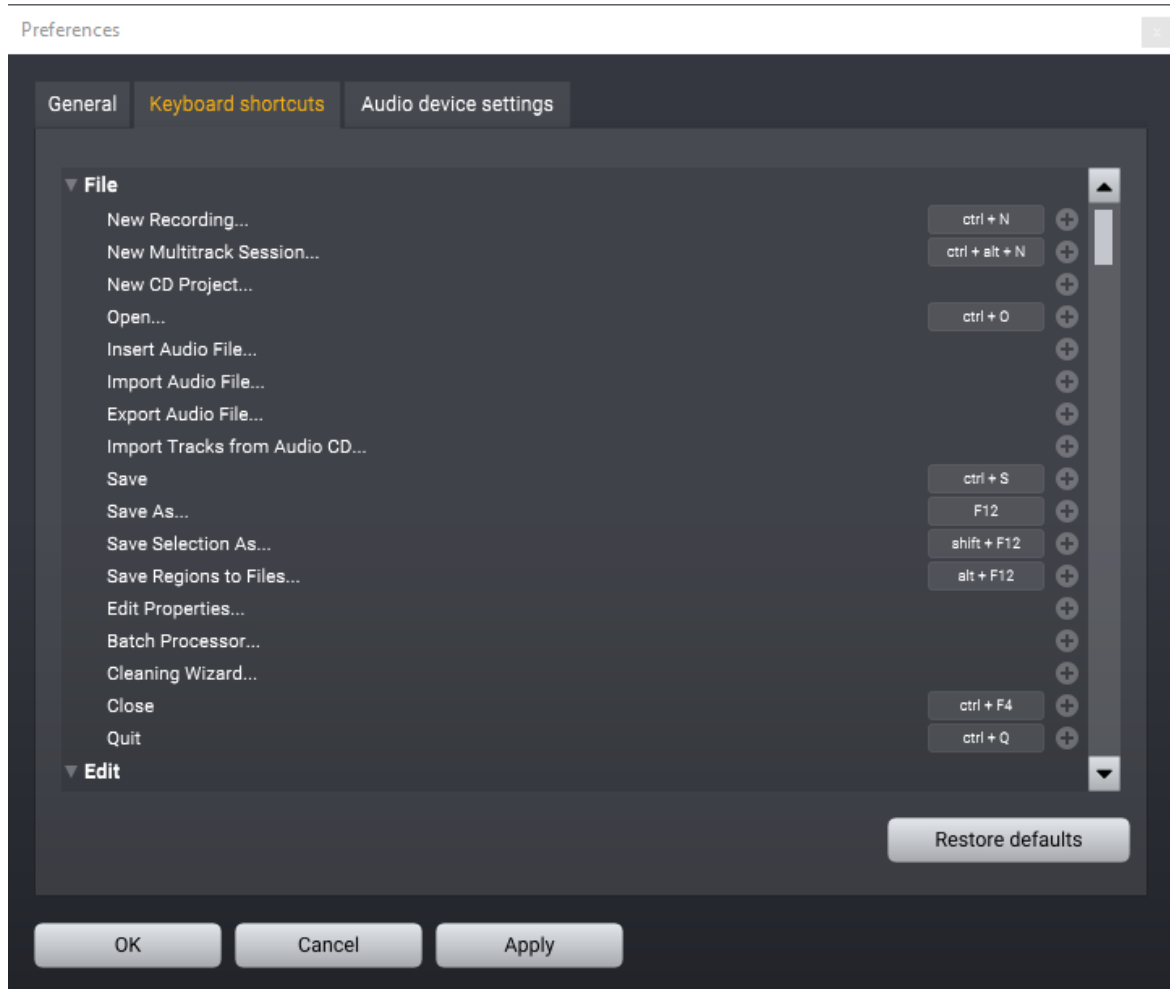 Preferences
x
General Keyboard shortcuts Audio device settings
File
New Recording... ctrl + N
New Multitrack Session... ctrl + alt + N
New CD Project...
Open... ctrl + O
Insert Audio File...
Import Audio File...
Export Audio File...
Import Tracks from Audio CD...
Save ctrl + S
Save As... F12
Save Selection As... shift + F12
Save Regions to Files... alt + F12
Edit Properties...
Batch Processor...
Cleaning Wizard...
Close ctrl + F4
Quit ctrl + Q
Edit
Restore defaults
OK Cancel Apply